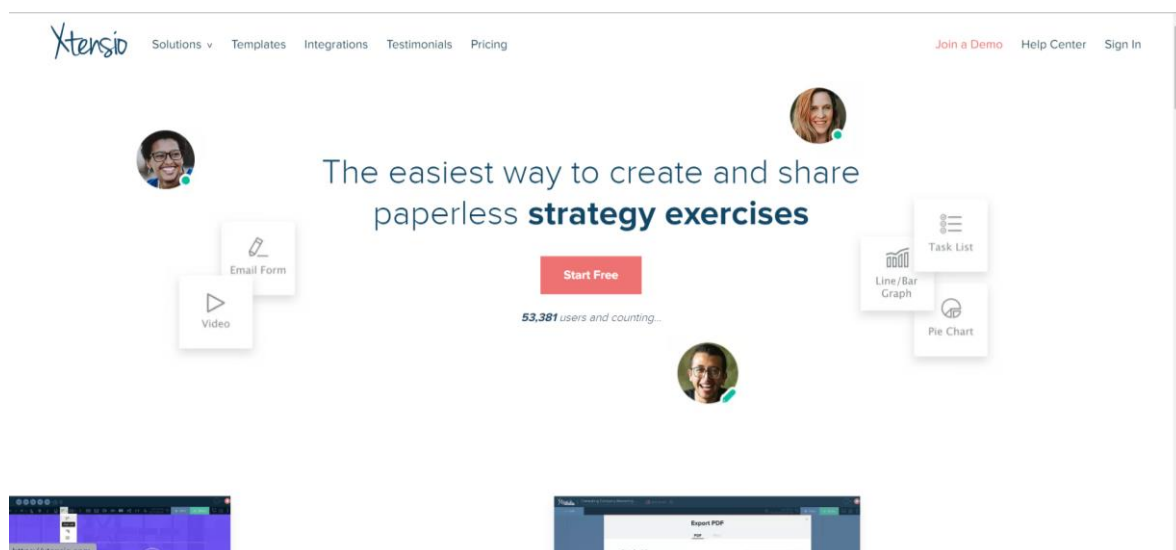 Xtensio
Solutions v Templates Integrations Testimonials Pricing
Join a Demo Help Center Sign In
The easiest way to create and share
paperless strategy exercises
Email Form
Video
Task List
Line/Bar
Graph
Pie Chart
Start Free
53,381 users and counting...
Export PDF
PDF